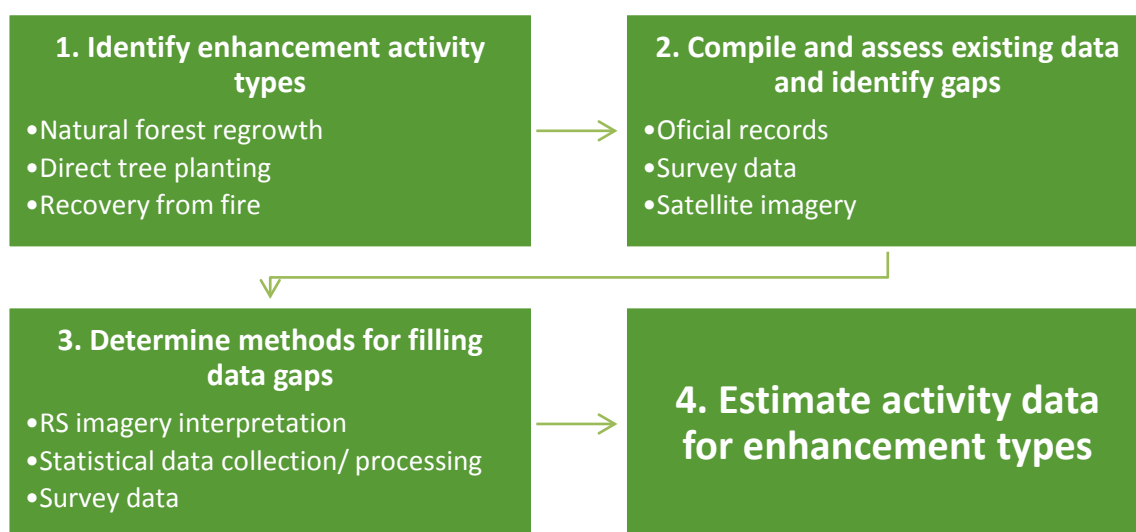 1. Identify enhancement activity
types
•Natural forest regrowth
•Direct tree planting
•Recovery from fire
2. Compile and assess existing data
and identify gaps
•Oficial records
•Survey data
•Satellite imagery
3. Determine methods for filling
data gaps
•RS imagery interpretation
•Statistical data collection/ processing
•Survey data
4. Estimate activity data
for enhancement types